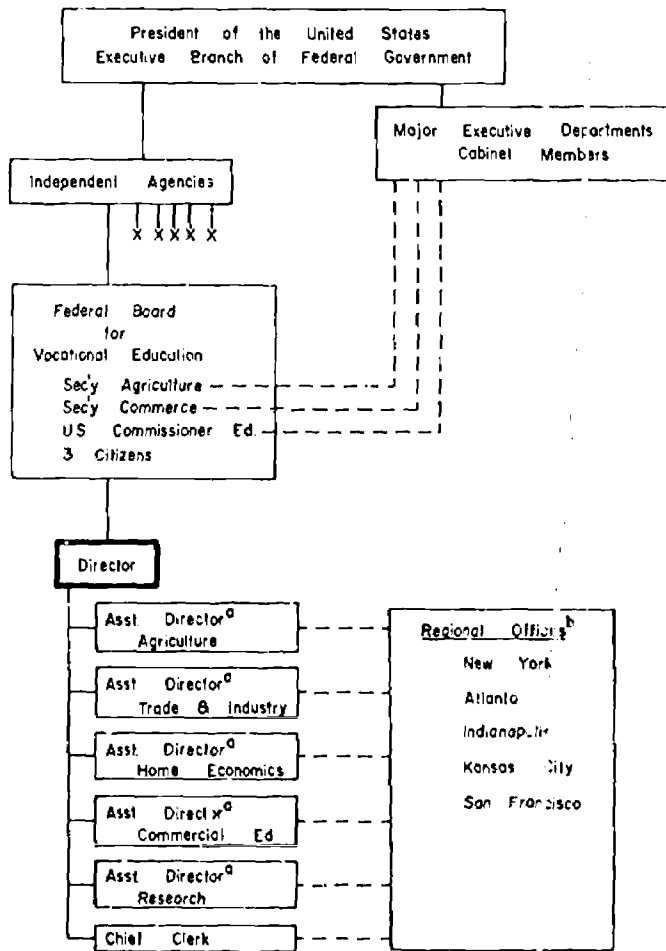 President of the United States
Executive Branch of Federal Government
Major Executive Departments
Cabinet Members
Independent Agencies
X X X X X
Federal Board
for
Vocational Education
Sec'y Agriculture
Sec'y Commerce
US Commissioner Ed.
3 Citizens
Director
Asst Director a
Agriculture
Asst Director a
Trade & Industry
Asst Director a
Home Economics
Asst Director a
Commercial Ed
Asst Director a
Research
Chief Clerk
Regional Offices b
New York
Atlanta
Indianapolis
Kansas City
San Francisco